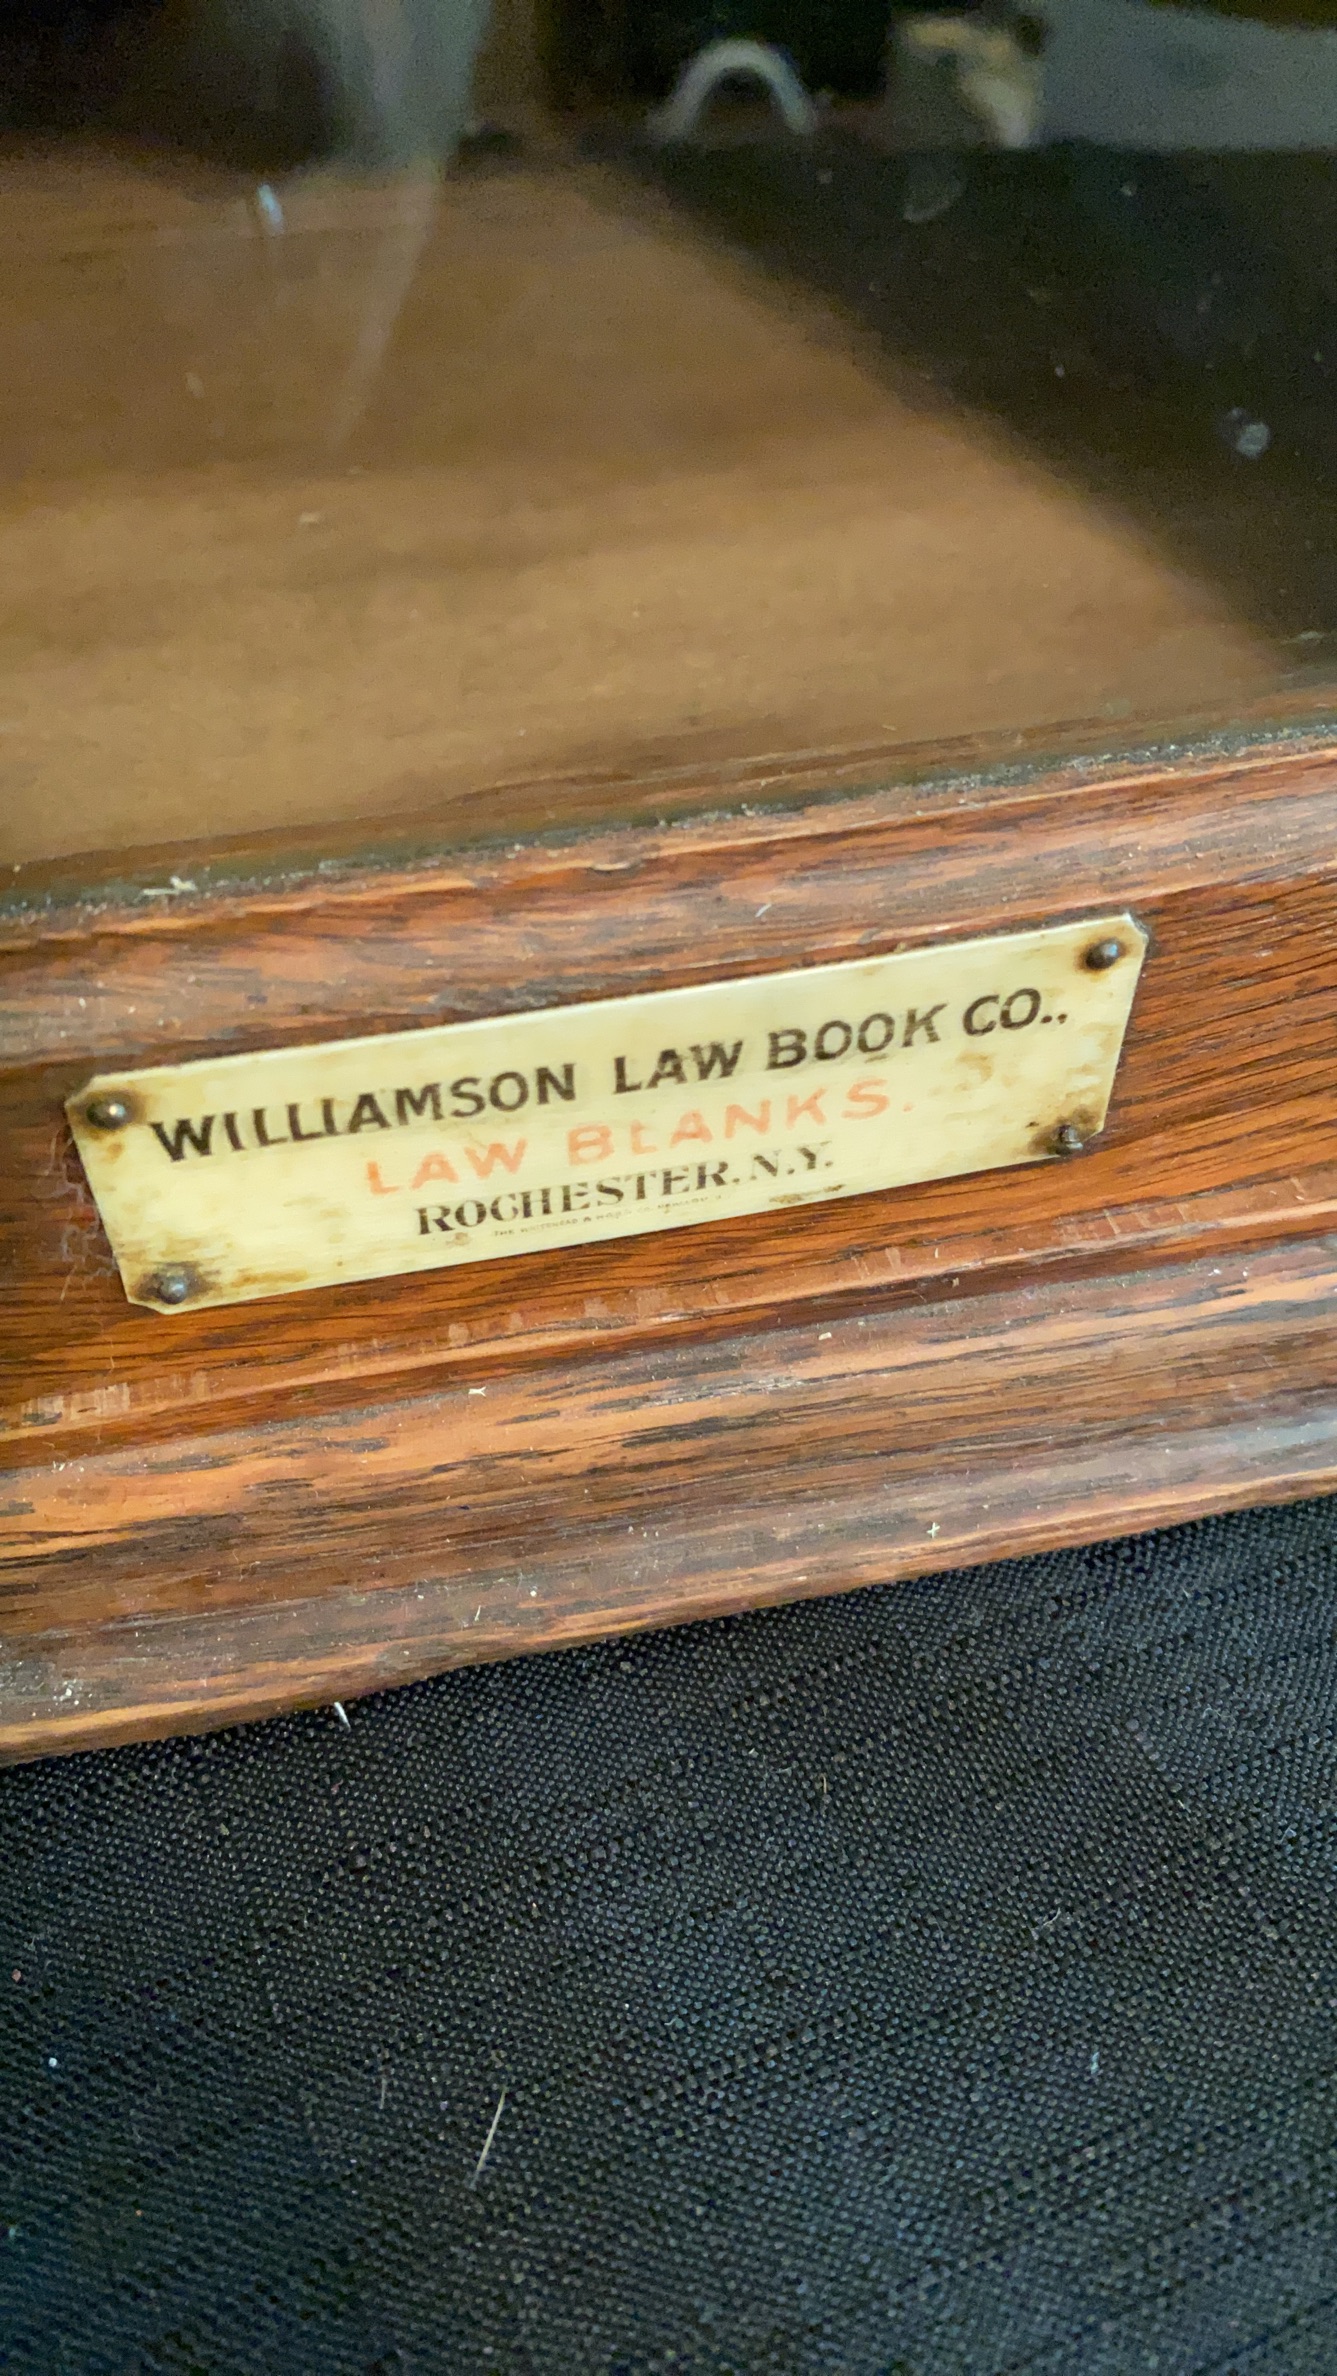 WILLIAMSON LAW BOOK CO.,
LAW BLANKS.
ROCHESTER, N.Y.